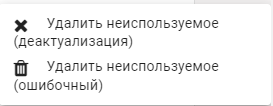 Удалить неиспользуемое
(деактуализация)
Удалить неиспользуемое
(ошибочный)